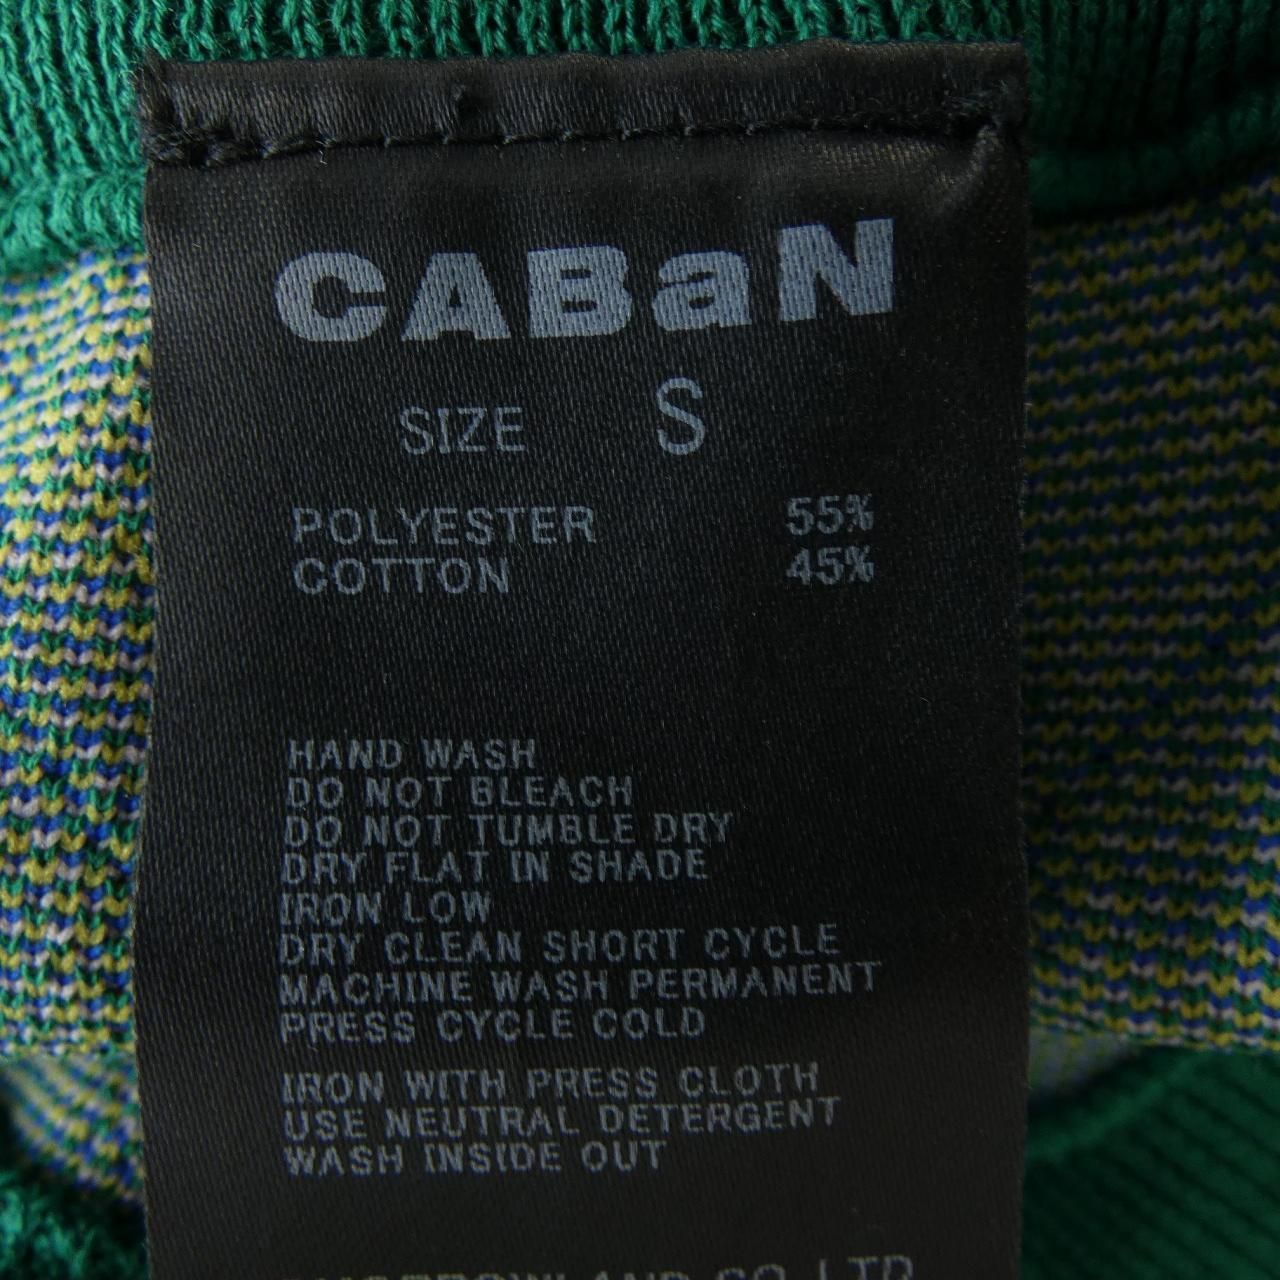 CABaN
SIZE S
POLYESTER 55%
COTTON 45%
HAND WASH
DO NOT BLEACH
DO NOT TUMBLE DRY
DRY FLAT IN SHADE
IRON LOW
DRY CLEAN SHORT CYCLE
MACHINE WASH PERMANENT
PRESS CYCLE COLD
IRON WITH PRESS CLOTH
USE NEUTRAL DETERGENT
WASH INSIDE OUT
CO.,LTD